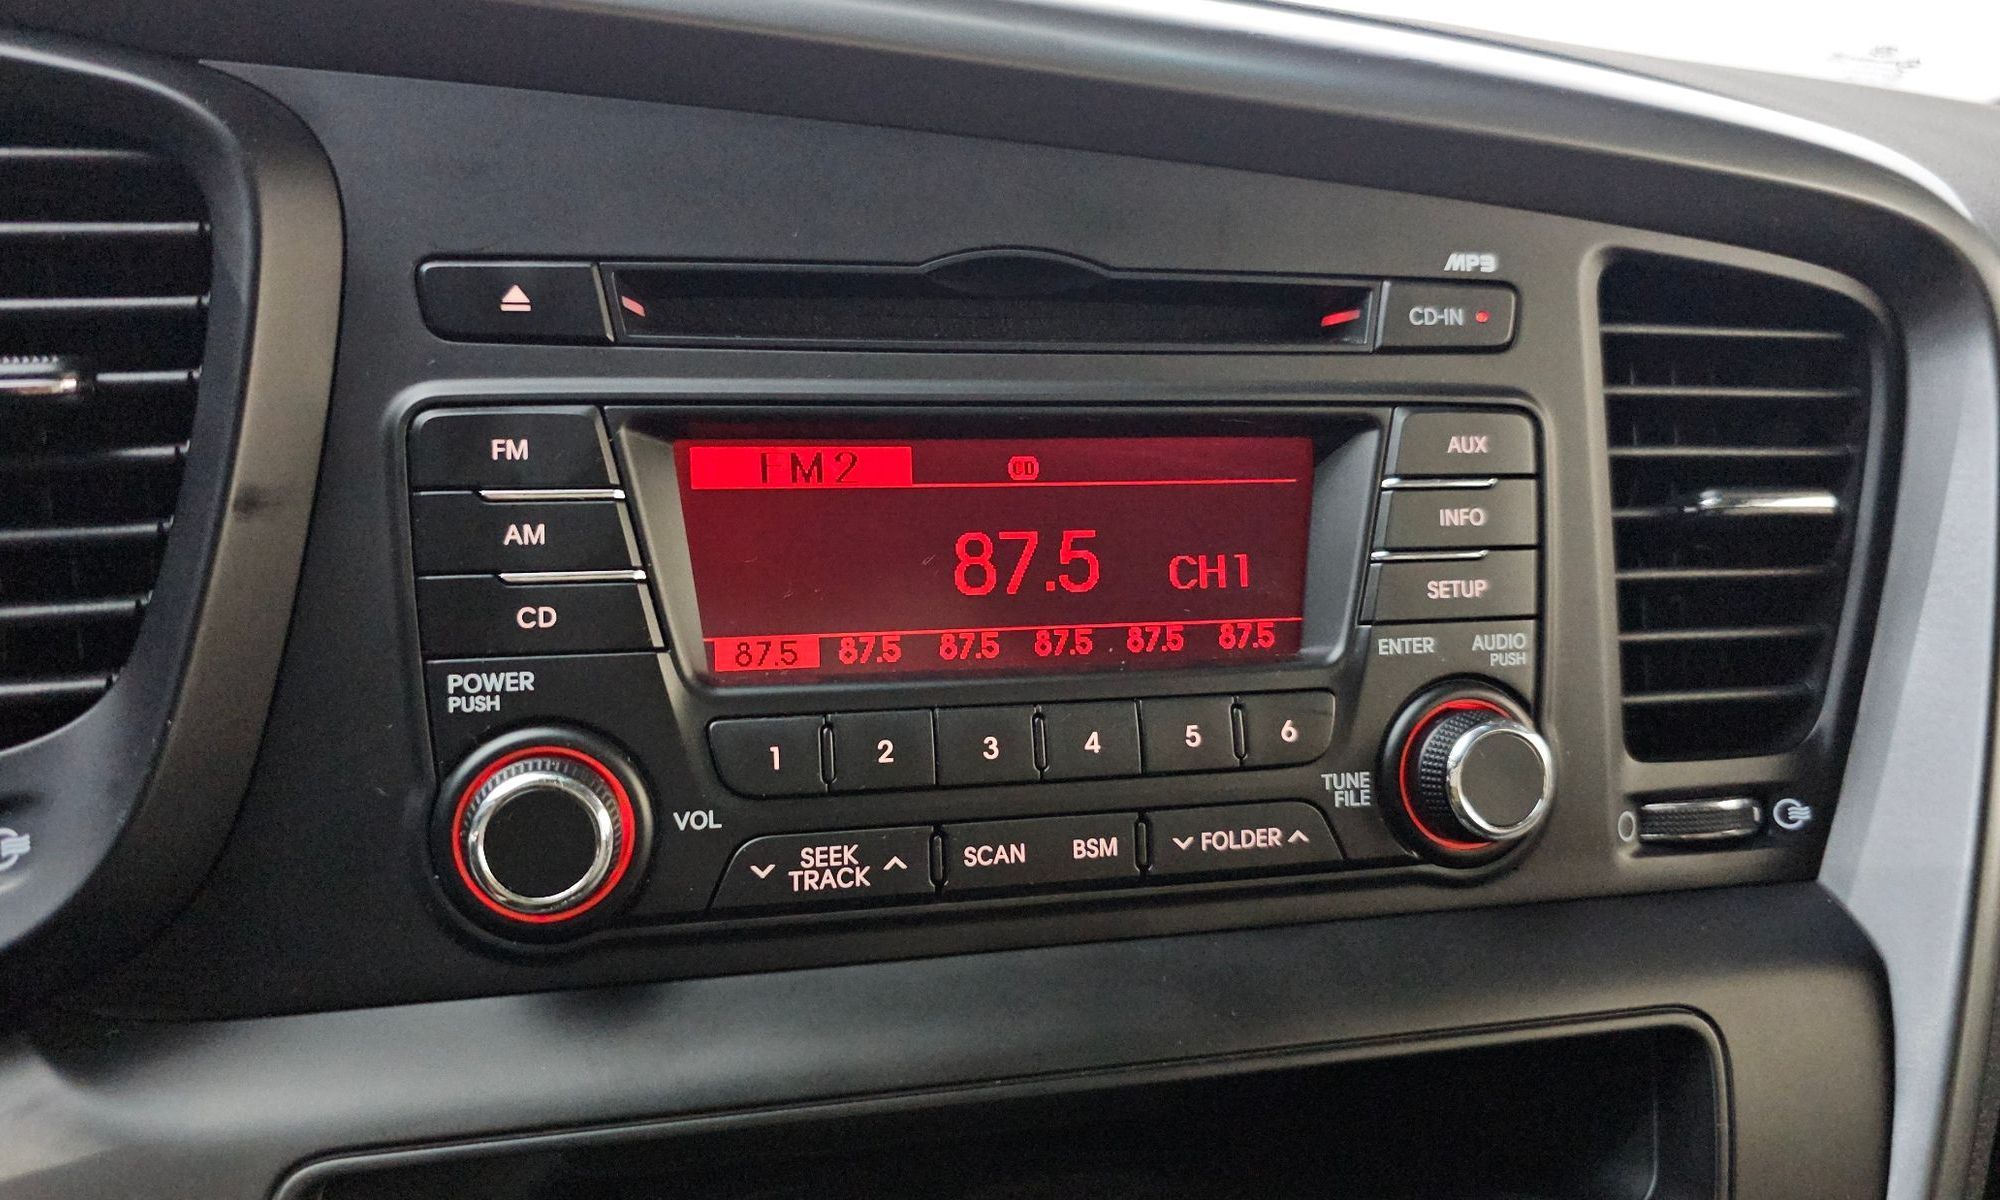 MP3
CD-IN
FM
AM
CD
FM2
CD
87.5 CH1
87.5 87.5 87.5 87.5 87.5 87.5
AUX
INFO
SETUP
ENTER
AUDIO
PUSH
POWER
PUSH
1 2 3 4 5 6
VOL
TUNE
FILE
SEEK
TRACK
SCAN BSM
FOLDER